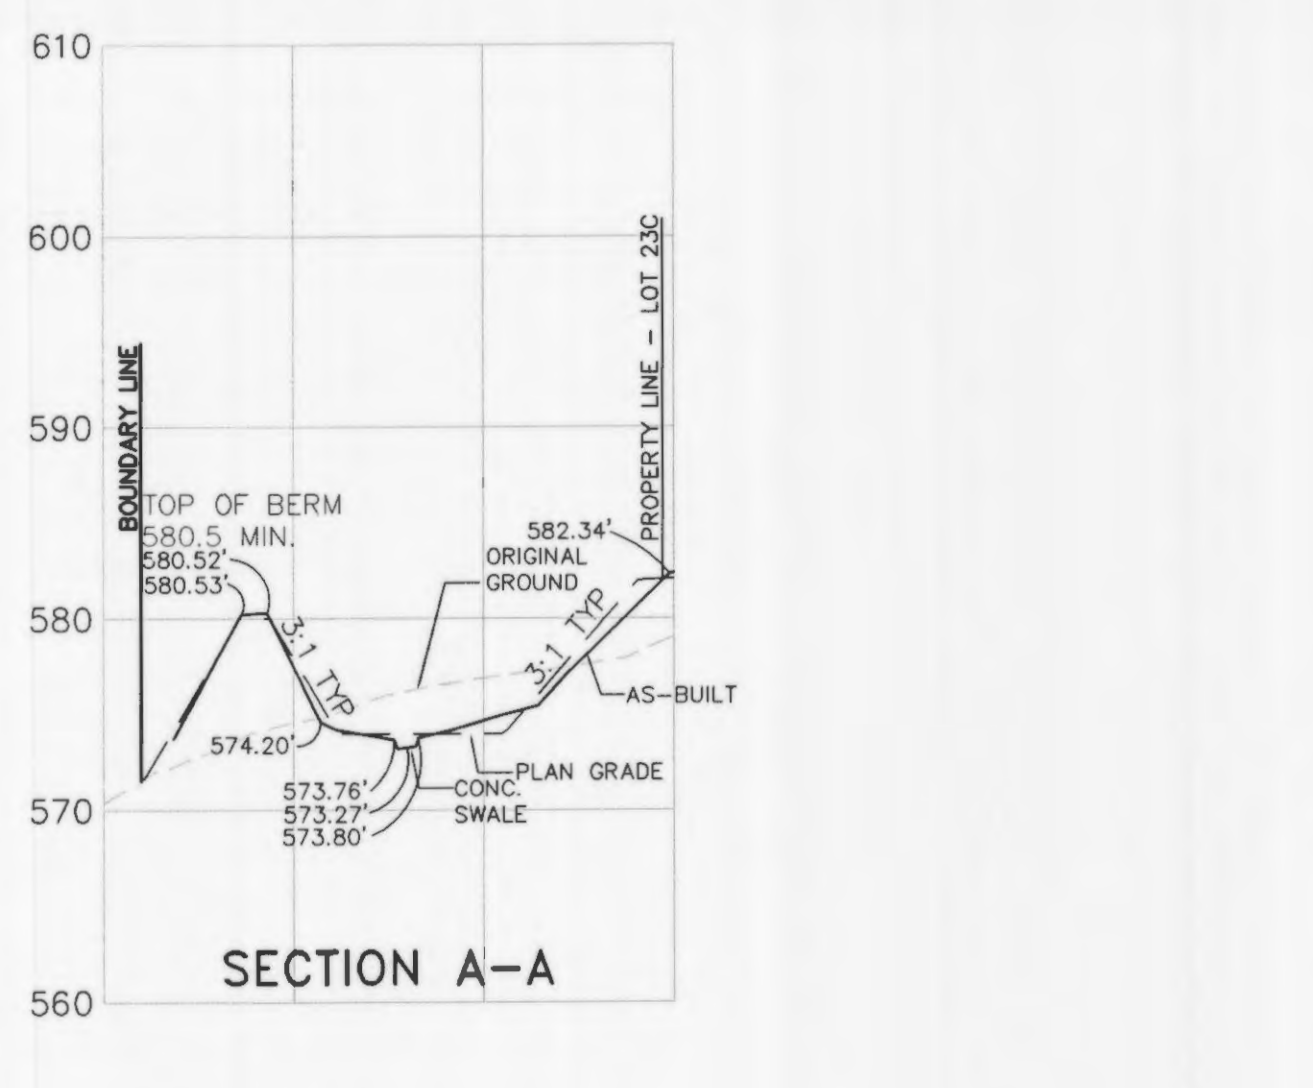 610
600
590
580
570
560
BOUNDARY LINE
PROPERTY LINE - LOT 23C
TOP OF BERM
580.5 MIN.
580.52'
580.53'
582.34'
ORIGINAL
GROUND
3:1 TYP
3:1 TYP
AS-BUILT
574.20'
PLAN GRADE
573.76'
573.27'
573.80'
CONC.
SWALE
SECTION A-A